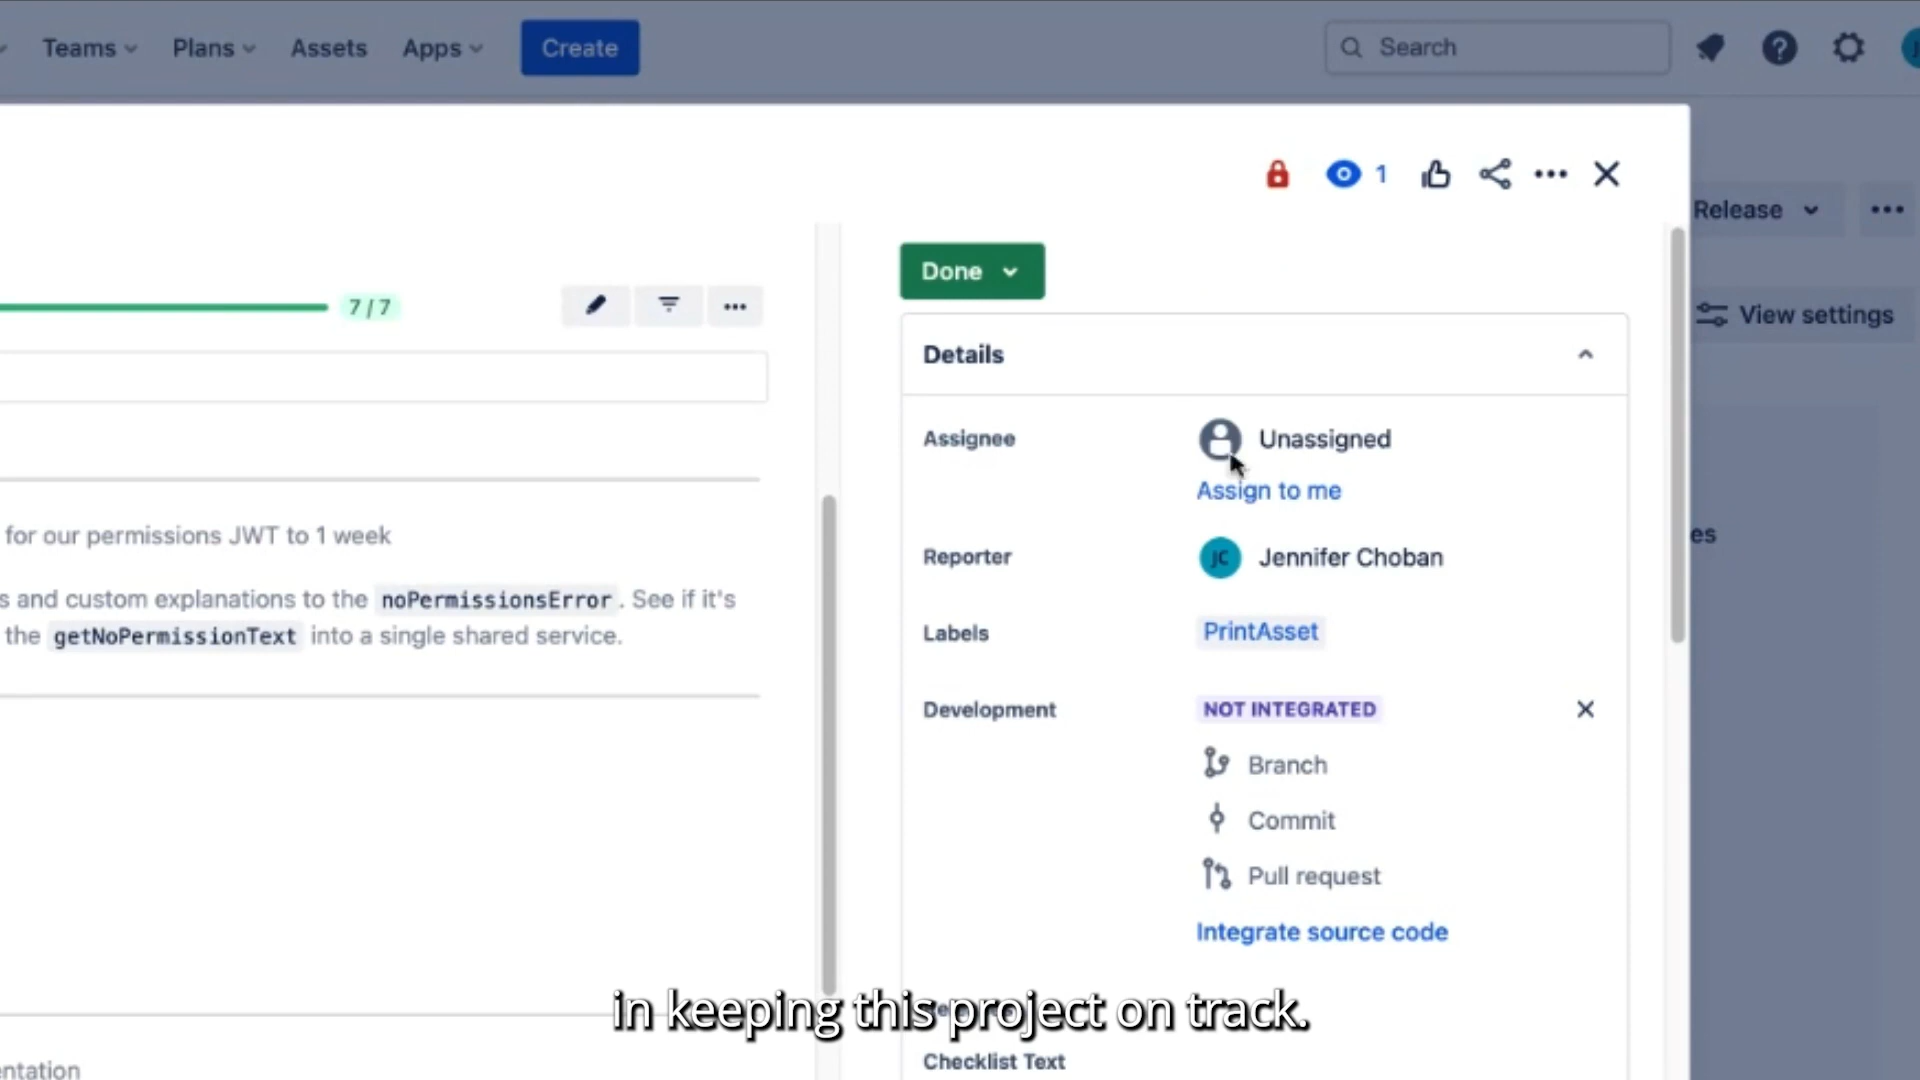 Teams Plans Assets Apps Create Search
1
Release
Done
7/7
View settings
Details
Assignee Unassigned
Assign to me
for our permissions JWT to 1 week
Reporter JC Jennifer Choban
s and custom explanations to the noPermissionsError. See if it's
the getNoPermissionText into a single shared service.
Labels PrintAsset
Development NOT INTEGRATED
Branch
Commit
Pull request
Integrate source code
in keeping this project on track.
Checklist Text
entation